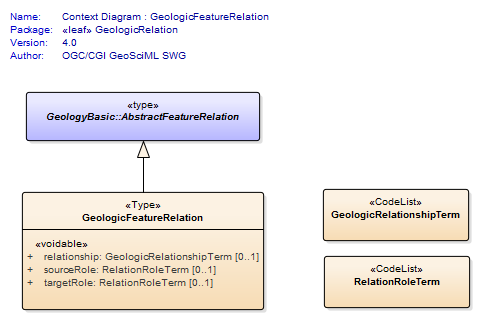 Name: Context Diagram : GeologicFeatureRelation
Package: «leaf» GeologicRelation
Version: 4.0
Author: OGC/CGI GeoSciML SWG
«type»
GeologyBasic::AbstractFeatureRelation
«Type»
GeologicFeatureRelation
«voidable»
+ relationship: GeologicRelationshipTerm [0..1]
+ sourceRole: RelationRoleTerm [0..1]
+ targetRole: RelationRoleTerm [0..1]
«CodeList»
GeologicRelationshipTerm
«CodeList»
RelationRoleTerm